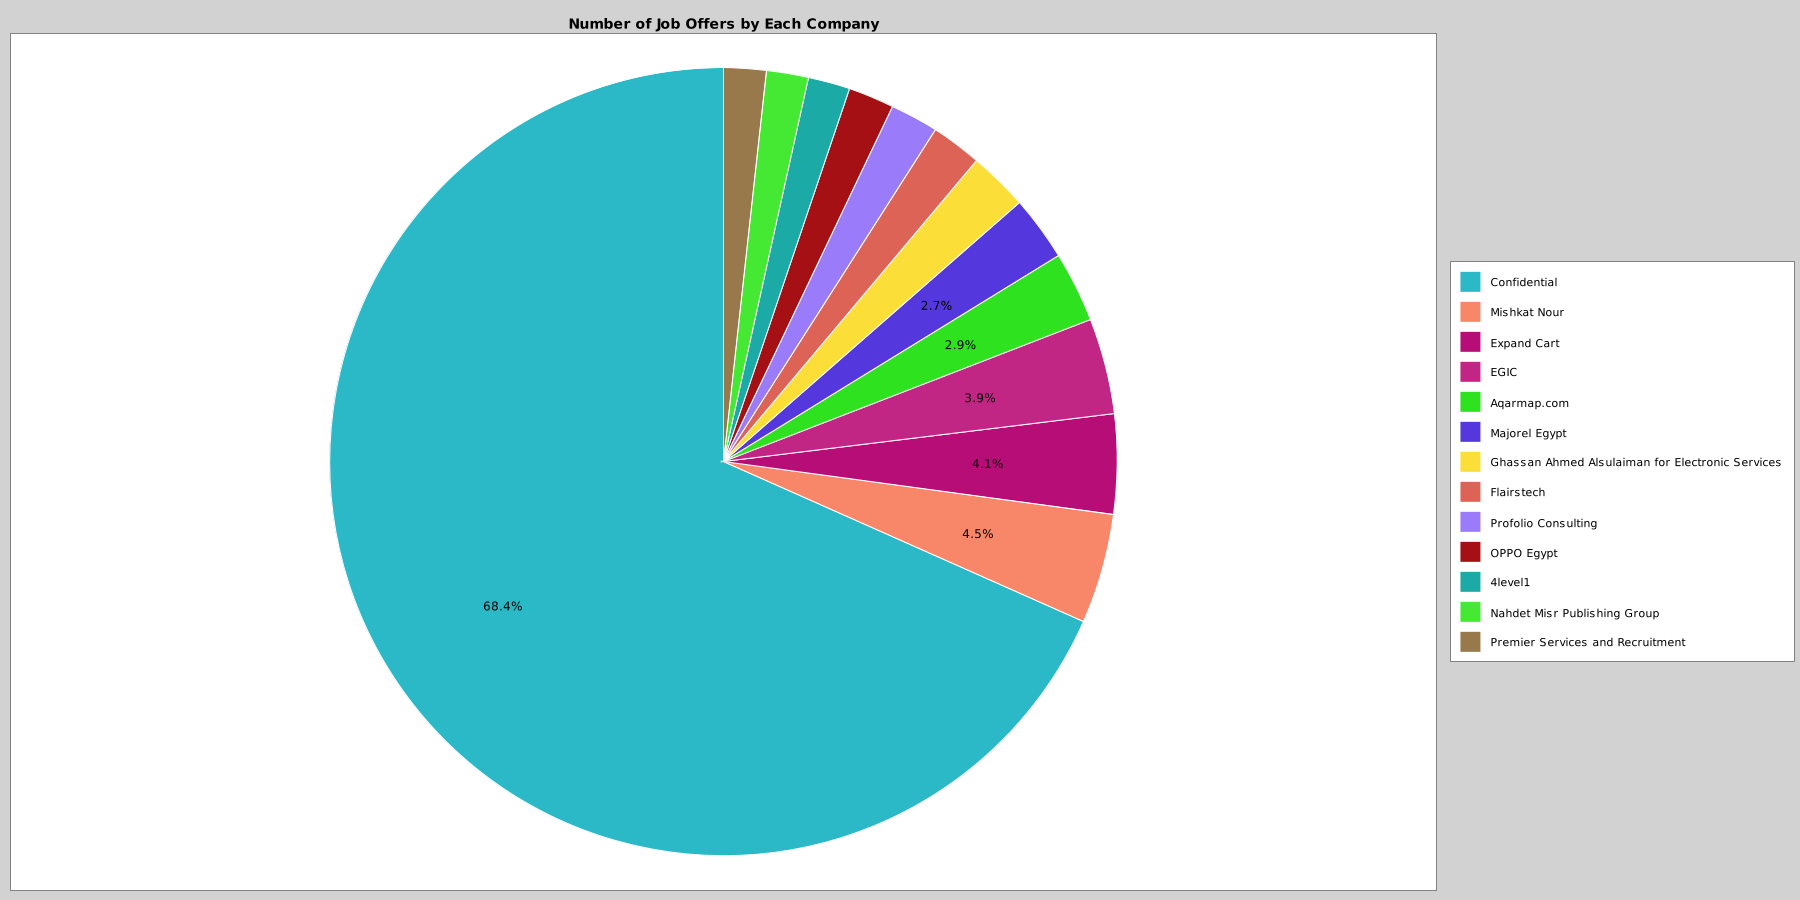 Number of Job Offers by Each Company
2.7%
2.9%
3.9%
4.1%
4.5%
68.4%
Confidential
Mishkat Nour
Expand Cart
EGIC
Aqarmap.com
Majorel Egypt
Ghassan Ahmed Alsulaiman for Electronic Services
Flairstech
Profolio Consulting
OPPO Egypt
4level1
Nahdet Misr Publishing Group
Premier Services and Recruitment